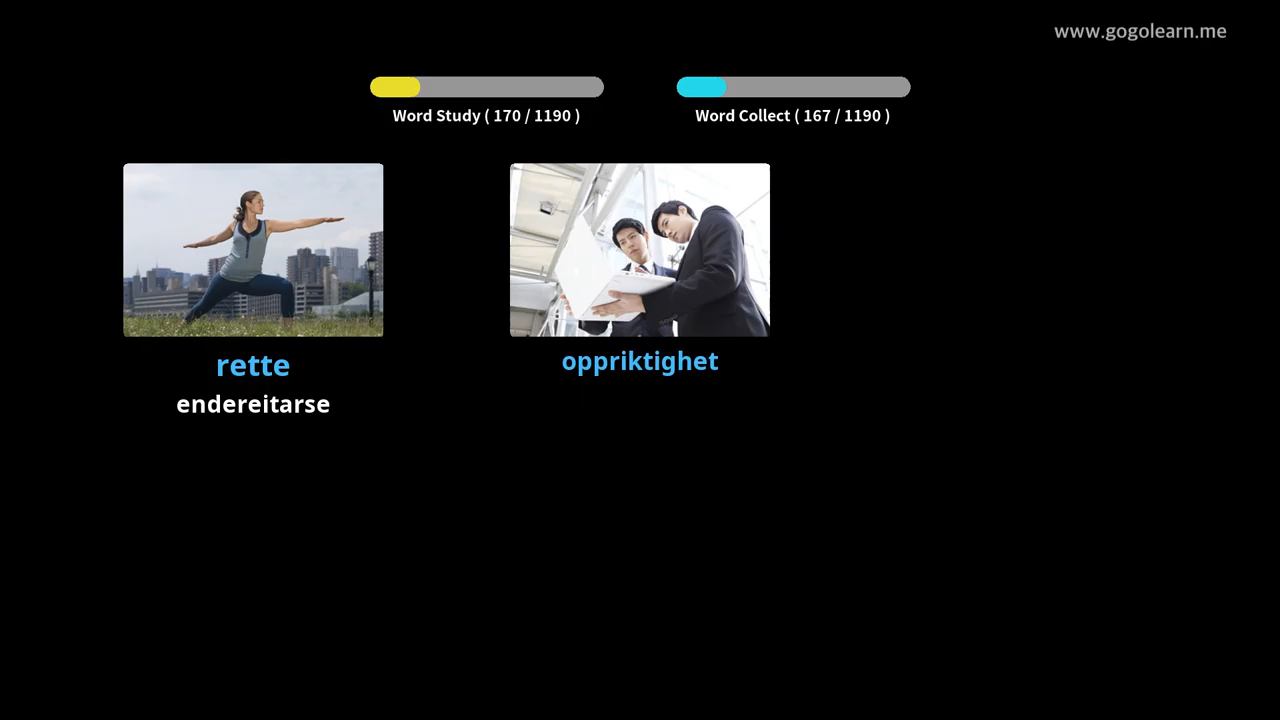 www.gogolearn.me
Word Study ( 170 / 1190 )
Word Collect ( 167 / 1190 )
rette
endereitarse
oppriktighet